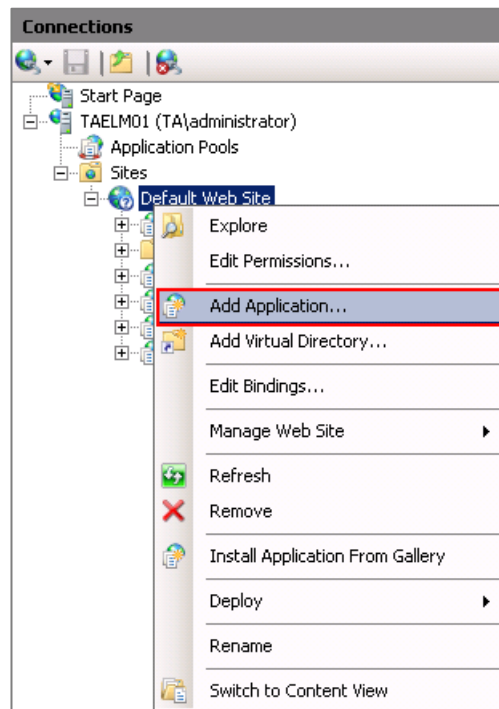 Connections
Start Page
TAELM01 (TA\administrator)
Application Pools
Sites
Default Web Site
Explore
Edit Permissions...
Add Application...
Add Virtual Directory...
Edit Bindings...
Manage Web Site
Refresh
Remove
Install Application From Gallery
Deploy
Rename
Switch to Content View